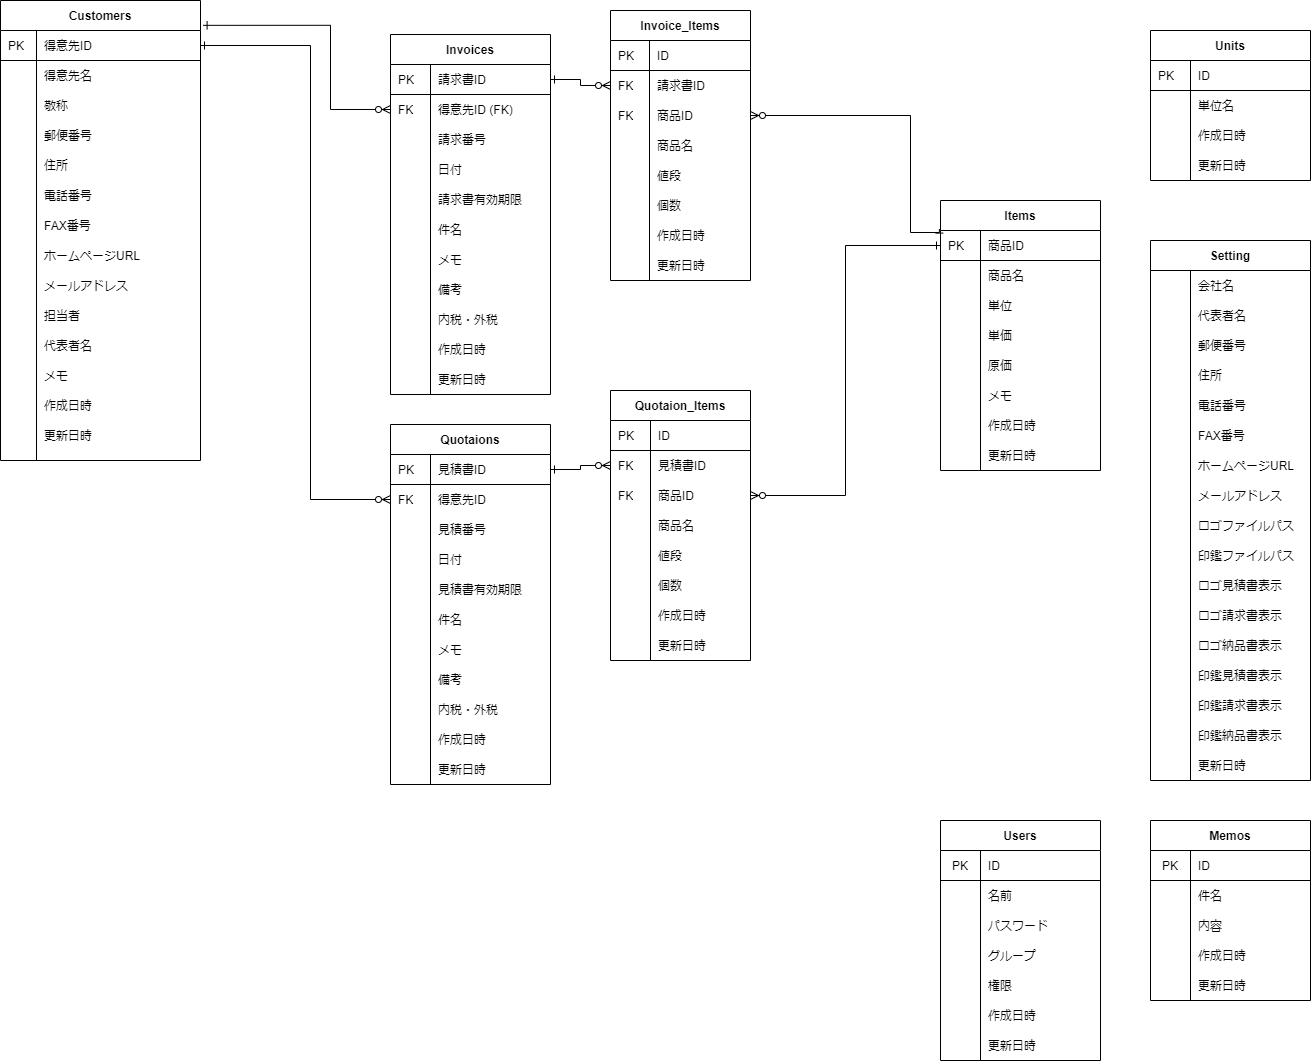 Customers
PK 得意先ID
得意先名
敬称
郵便番号
住所
電話番号
FAX番号
ホームページURL
メールアドレス
担当者
代表者名
メモ
作成日時
更新日時
Invoices
PK 請求書ID
FK 得意先ID (FK)
請求番号
日付
請求書有効期限
件名
メモ
備考
内税・外税
作成日時
更新日時
Quotaions
PK 見積書ID
FK 得意先ID
見積番号
日付
見積書有効期限
件名
メモ
備考
内税・外税
作成日時
更新日時
Invoice_Items
PK ID
FK 請求書ID
FK 商品ID
商品名
値段
個数
作成日時
更新日時
Quotaion_Items
PK ID
FK 見積書ID
FK 商品ID
商品名
値段
個数
作成日時
更新日時
Items
PK 商品ID
商品名
単位
単価
原価
メモ
作成日時
更新日時
Units
PK ID
単位名
作成日時
更新日時
Setting
会社名
代表者名
郵便番号
住所
電話番号
FAX番号
ホームページURL
メールアドレス
ロゴファイルパス
印鑑ファイルパス
ロゴ見積書表示
ロゴ請求書表示
ロゴ納品書表示
印鑑見積書表示
印鑑請求書表示
印鑑納品書表示
更新日時
Users
PK ID
名前
パスワード
グループ
権限
作成日時
更新日時
Memos
PK ID
件名
内容
作成日時
更新日時